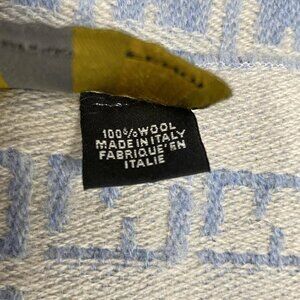 100% WOOL
MADE IN ITALY
FABRIQUE' EN
ITALIE